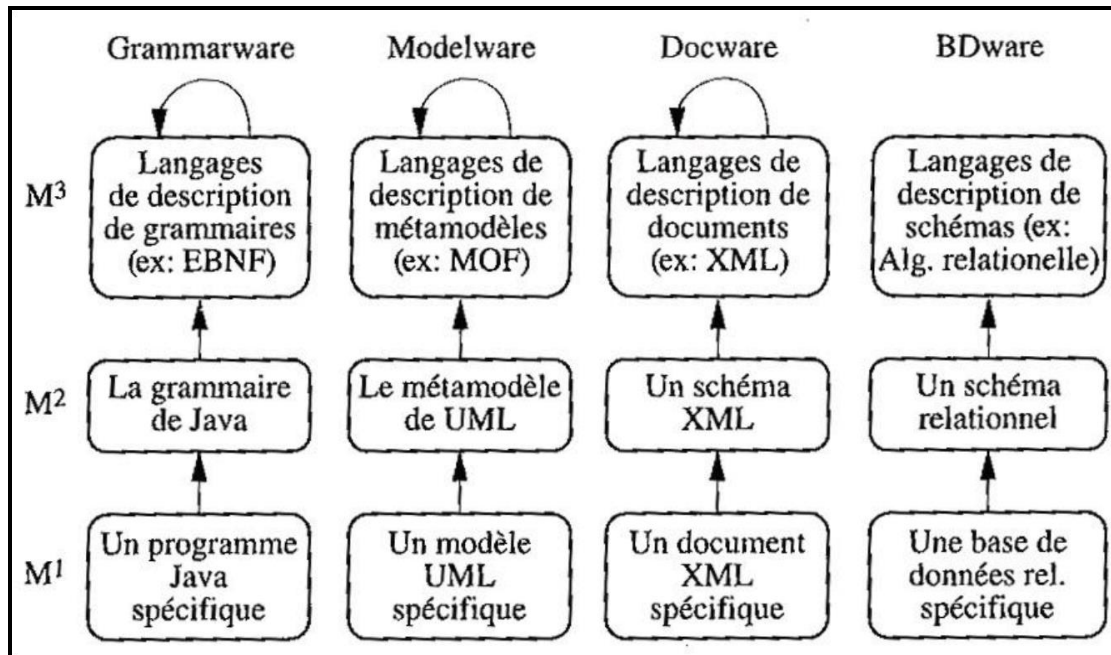 Grammarware
Modelware
Docware
BDware
M3
Langages
de description
de grammaires
(ex: EBNF)
Langages de
description de
métamodèles
(ex: MOF)
Langages de
description de
documents
(ex: XML)
Langages de
description de
schémas (ex:
Alg. relationelle)
M2
La grammaire
de Java
Le métamodèle
de UML
Un schéma
XML
Un schéma
relationnel
M1
Un programme
Java
spécifique
Un modèle
UML
spécifique
Un document
XML
spécifique
Une base de
données rel.
spécifique